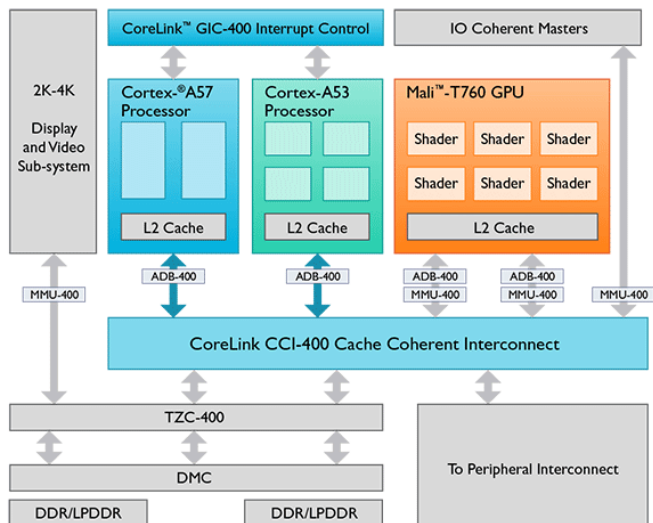 CoreLink™ GIC-400 Interrupt Control
IO Coherent Masters
2K-4K
Display
and Video
Sub-system
Cortex-®A57
Processor
L2 Cache
Cortex-A53
Processor
L2 Cache
Mali™-T760 GPU
Shader Shader Shader
Shader Shader Shader
L2 Cache
ADB-400
ADB-400
ADB-400
ADB-400
MMU-400
MMU-400
MMU-400
MMU-400
CoreLink CCI-400 Cache Coherent Interconnect
TZC-400
DMC
To Peripheral Interconnect
DDR/LPDDR
DDR/LPDDR